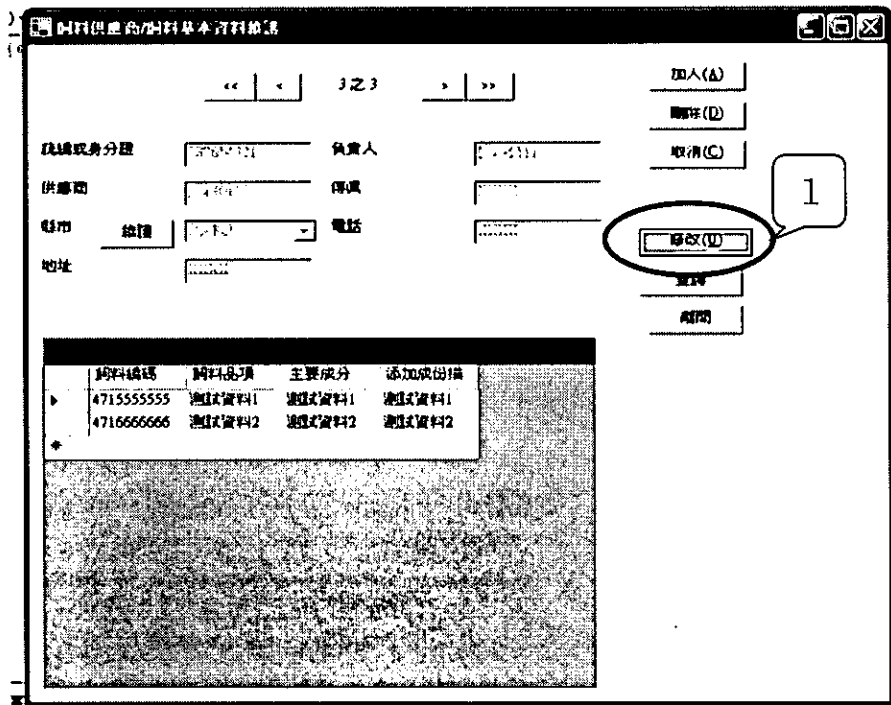 飼料供應商/飼料基本資料維護
<< < 3之3 > >>
加入(A)
刪除(D)
取消(C)
統編或身分證 負責人
供應商 傳真
縣市 維護 電話
地址
修改(U)
1
查詢
離開
飼料編碼 飼料品項 主要成分 添加成份描
4715555555 測試資料1 測試資料1 測試資料1
4716666666 測試資料2 測試資料2 測試資料2